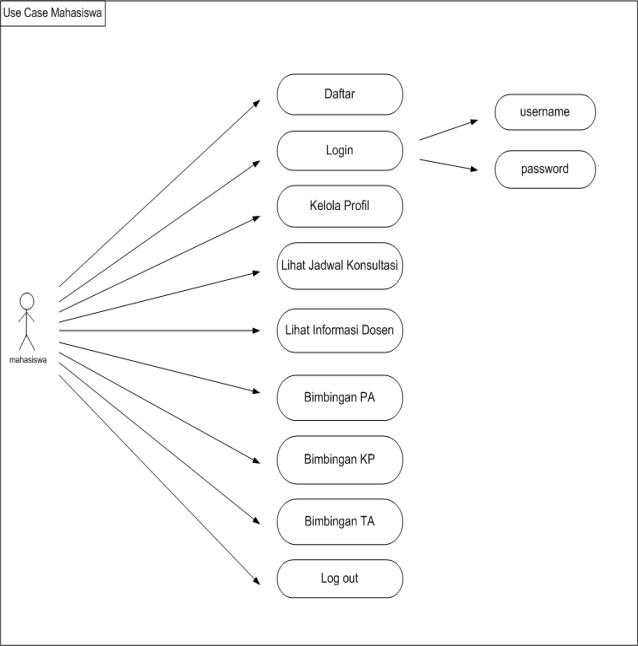 Use Case Mahasiswa
Daftar
Login
username
password
Kelola Profil
Lihat Jadwal Konsultasi
Lihat Informasi Dosen
mahasiswa
Bimbingan PA
Bimbingan KP
Bimbingan TA
Log out